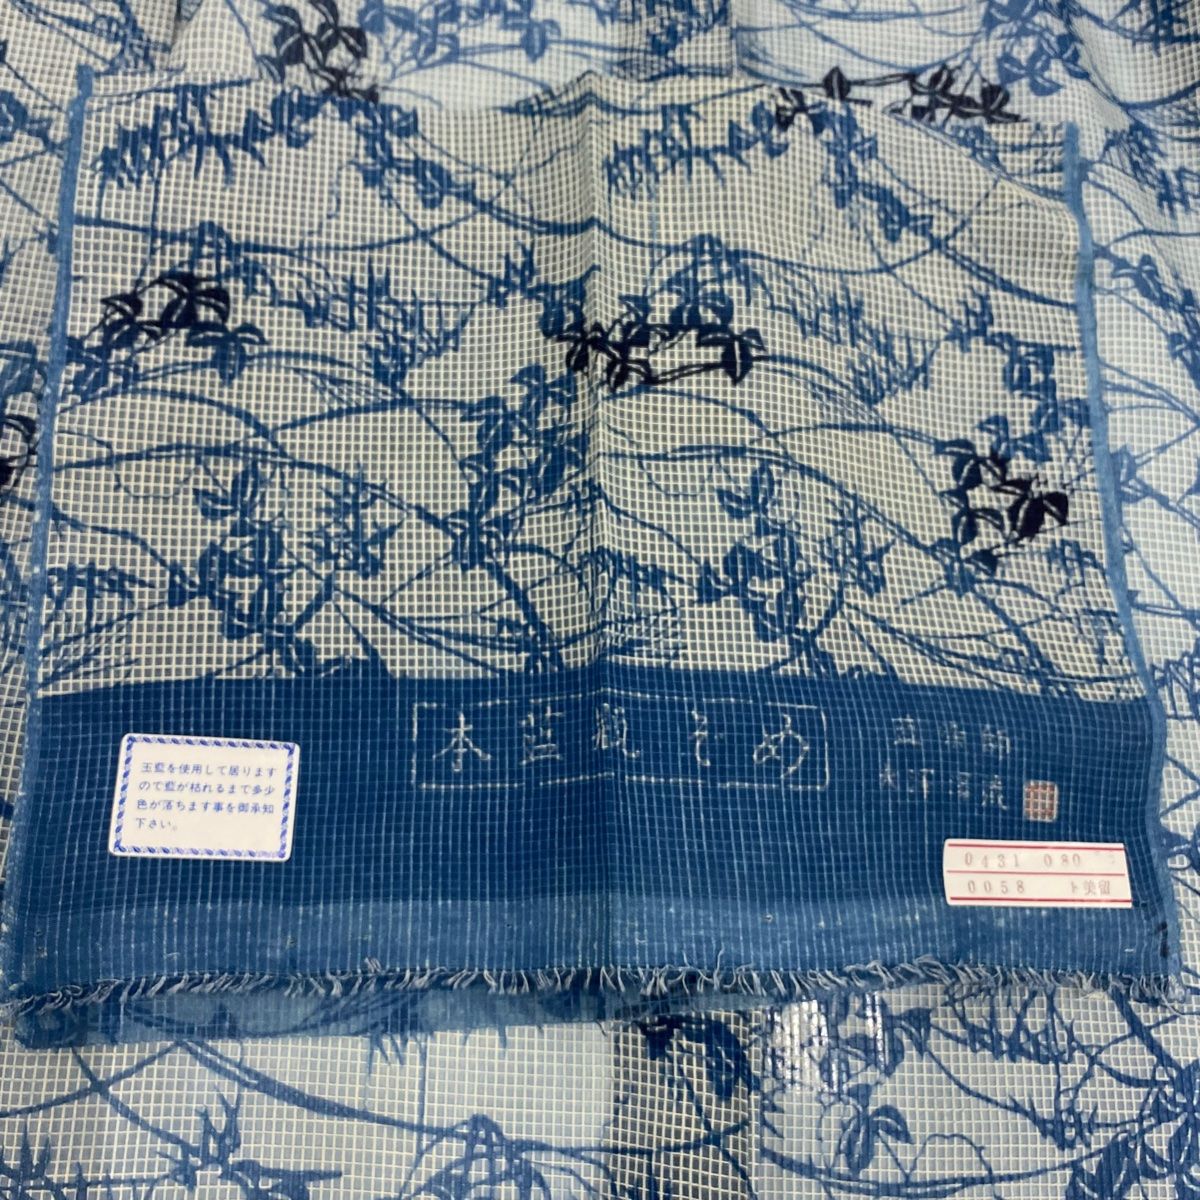 本藍型ぞめ
玉藍を使用して居ります
ので藍が枯れるまで多少
色が落ちます事を御承知
下さい。
0431 080
0058 ト美留